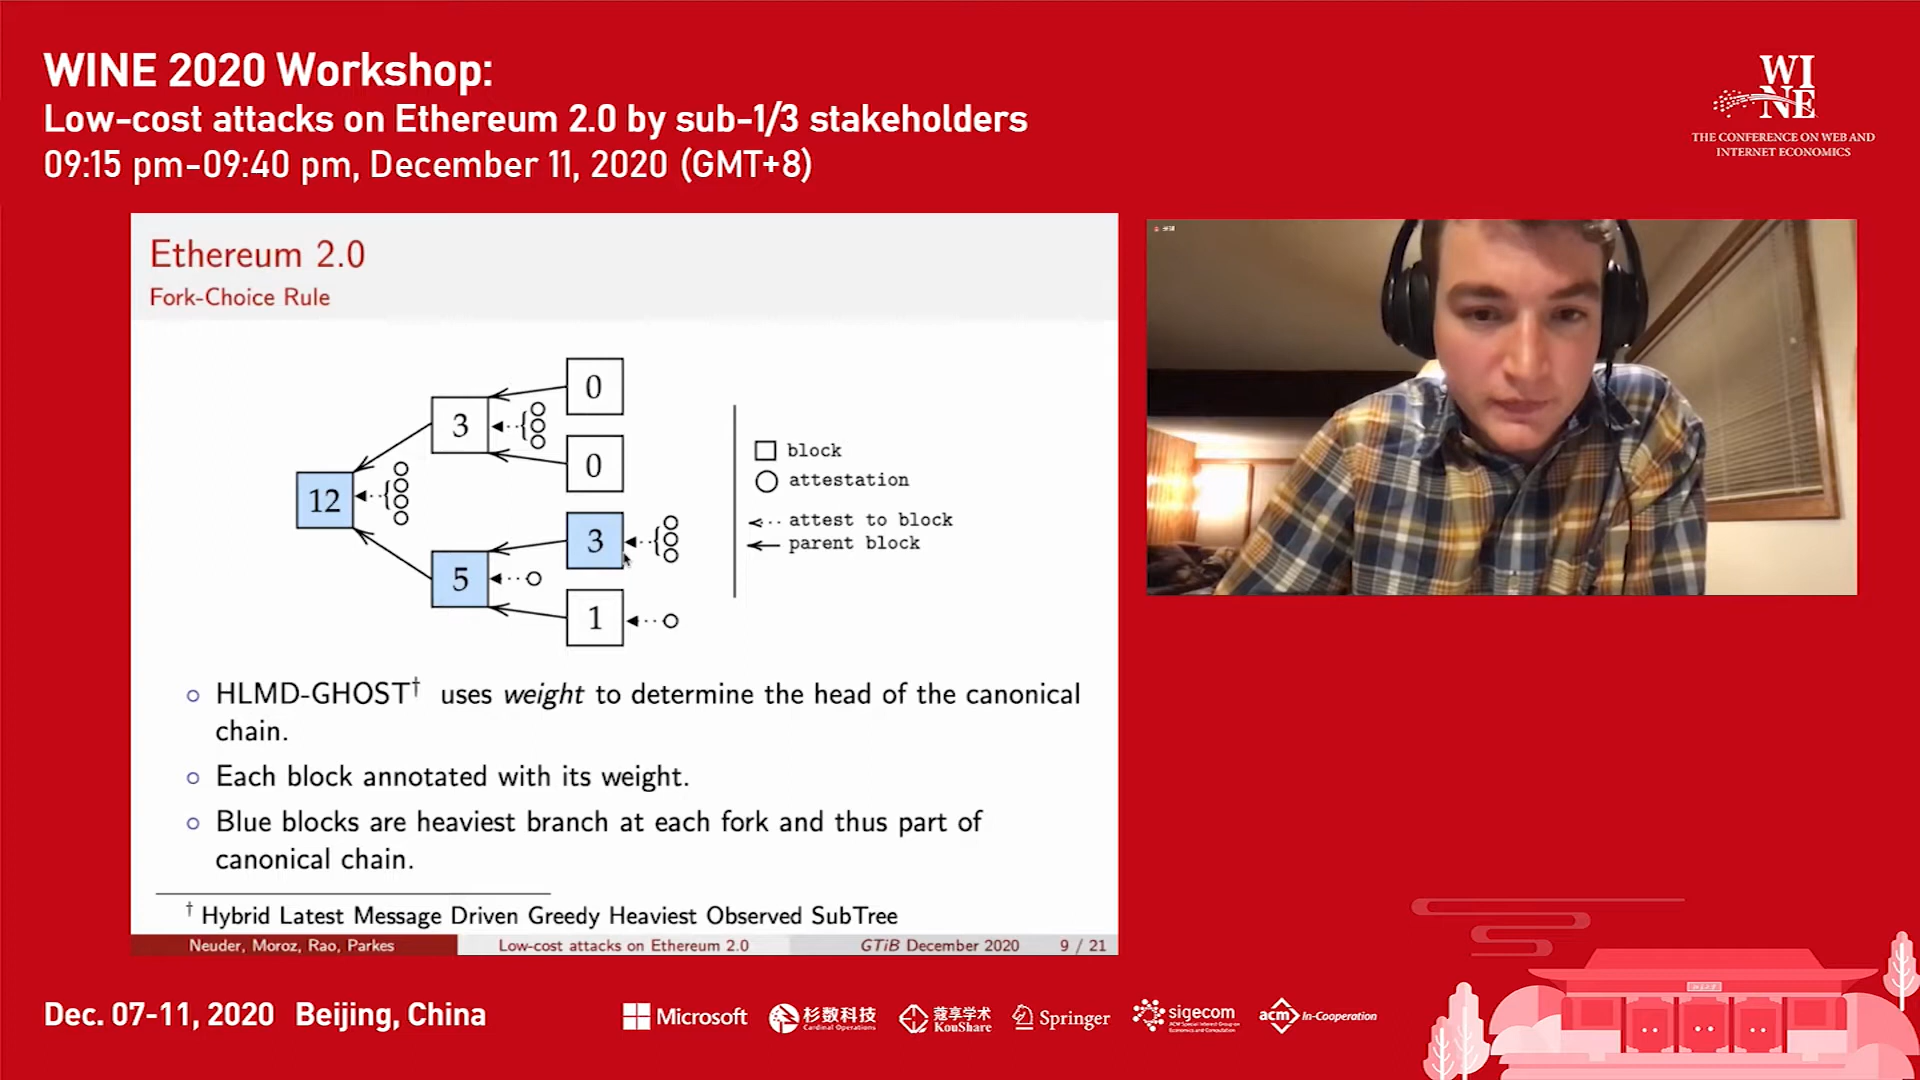 WINE 2020 Workshop:
Low-cost attacks on Ethereum 2.0 by sub-1/3 stakeholders
09:15 pm-09:40 pm, December 11, 2020 (GMT+8)
WI
NE
THE CONFERENCE ON WEB AND
INTERNET ECONOMICS
Ethereum 2.0
Fork-Choice Rule
0
3
0
12
3
5
1
block
attestation
attest to block
parent block
HLMD-GHOST† uses weight to determine the head of the canonical
chain.
Each block annotated with its weight.
Blue blocks are heaviest branch at each fork and thus part of
canonical chain.
† Hybrid Latest Message Driven Greedy Heaviest Observed SubTree
Neuder, Moroz, Rao, Parkes Low-cost attacks on Ethereum 2.0 GTiB December 2020 9 / 21
Dec. 07-11, 2020 Beijing, China
Microsoft
杉数科技
Cardinal Operations
蔻享学术
KouShare
Springer
sigecom
acm In-Cooperation